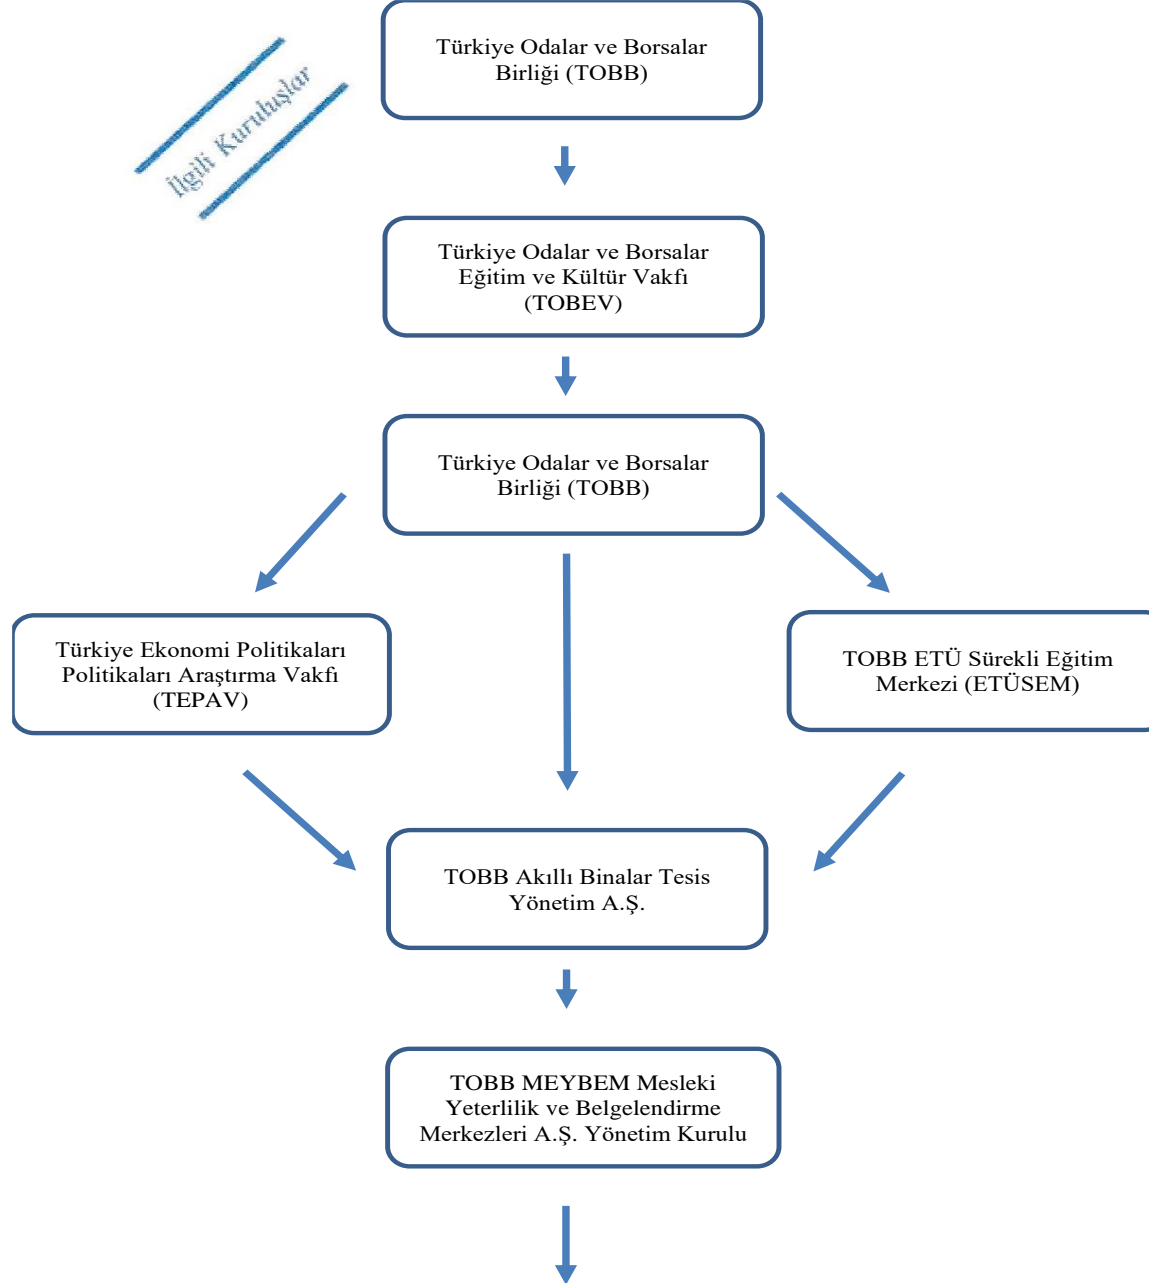 Türkiye Odalar ve Borsalar
Birliği (TOBB)
İlgili Kuruluşlar
Türkiye Odalar ve Borsalar
Eğitim ve Kültür Vakfı
(TOBEV)
Türkiye Odalar ve Borsalar
Birliği (TOBB)
Türkiye Ekonomi Politikaları
Politikaları Araştırma Vakfı
(TEPAV)
TOBB ETÜ Sürekli Eğitim
Merkezi (ETÜSEM)
TOBB Akıllı Binalar Tesis
Yönetim A.Ş.
TOBB MEYBEM Mesleki
Yeterlilik ve Belgelendirme
Merkezleri A.Ş. Yönetim Kurulu